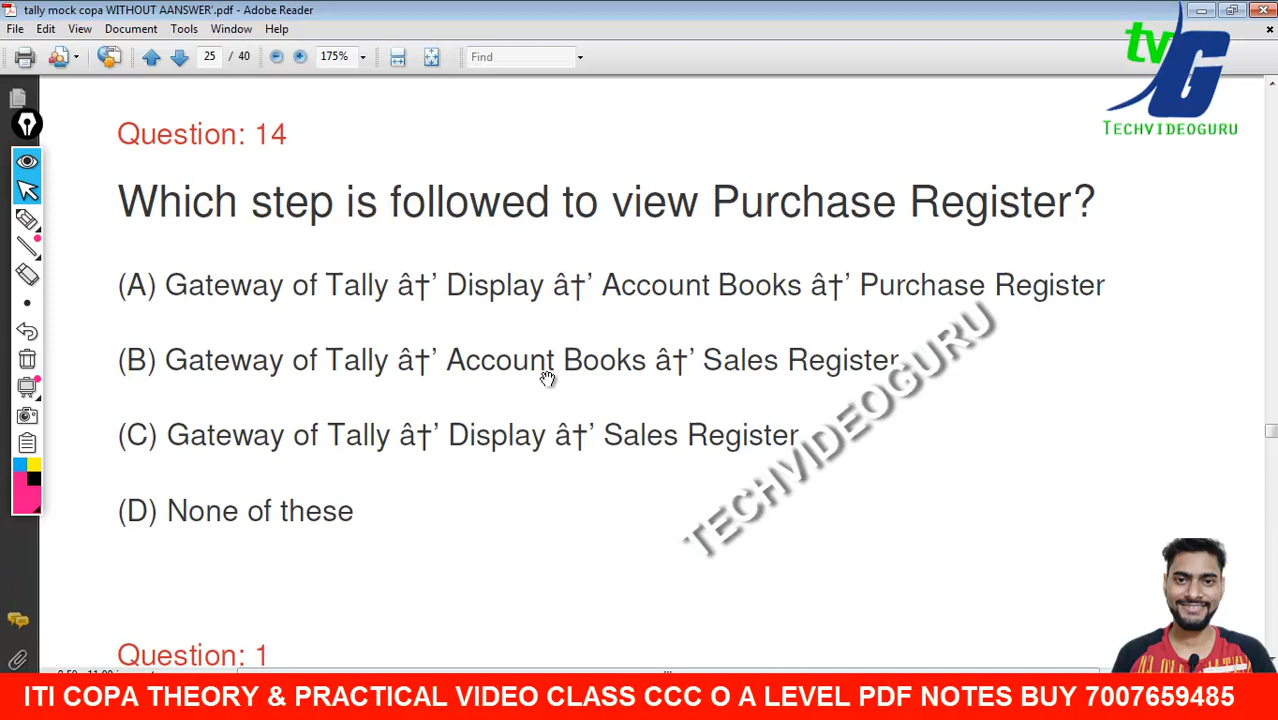 tally mock copa WITHOUT AANSWER'.pdf - Adobe Reader
File Edit View Document Tools Window Help
25 / 40 175% Find
tv G
TECHVIDEOGURU
Question: 14
Which step is followed to view Purchase Register?
(A) Gateway of Tally â†’ Display â†’ Account Books â†’ Purchase Register
(B) Gateway of Tally â†’ Account Books â†’ Sales Register
(C) Gateway of Tally â†’ Display â†’ Sales Register
(D) None of these
TECHVIDEOGURU
Question: 1
ITI COPA THEORY & PRACTICAL VIDEO CLASS CCC O A LEVEL PDF NOTES BUY 7007659485